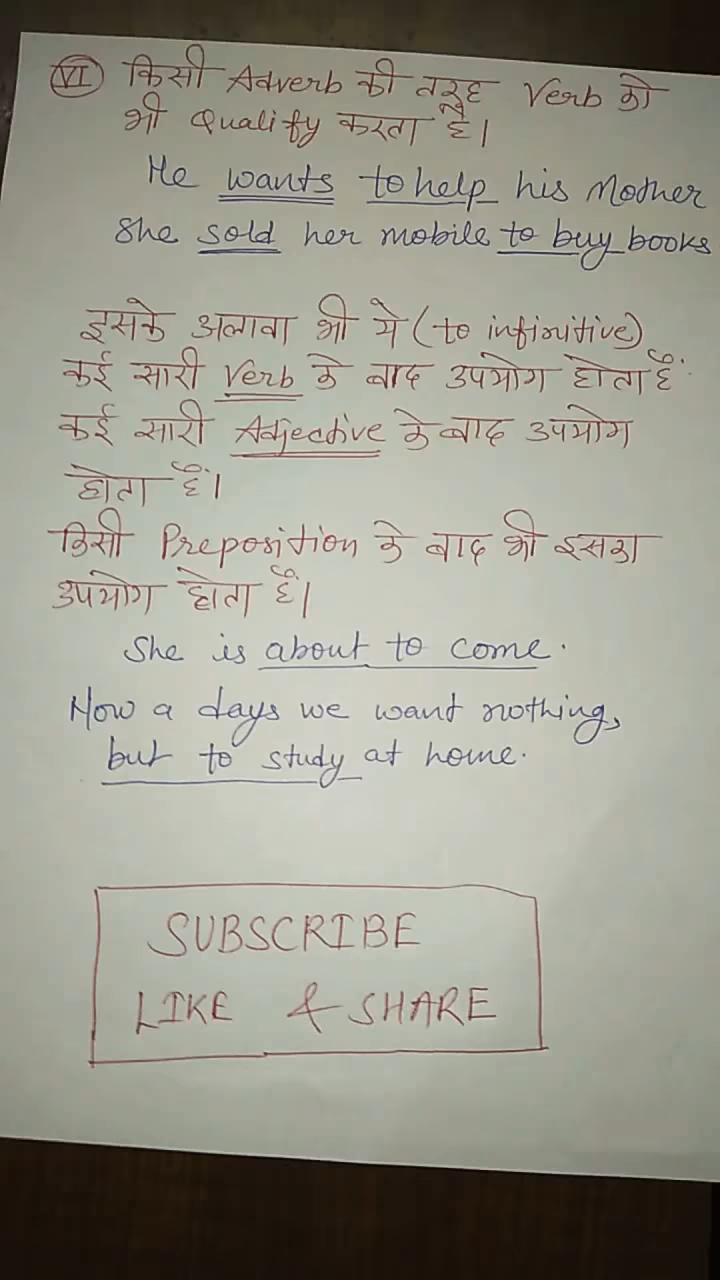 VI किसी Adverb की तरह Verb को
भी Qualify करता है।
He wants to help his Mother
She sold her mobile to buy books
इसके अलावा भी ये (to infinitive)
कई सारी Verb के बाद उपयोग होता हैं
कई सारी Adjective के बाद उपयोग
होता हैं।
किसी Preposition के बाद भी इसका
उपयोग होता हैं।
She is about to come.
Now a days we want nothing,
but to study at home.
SUBSCRIBE
LIKE & SHARE